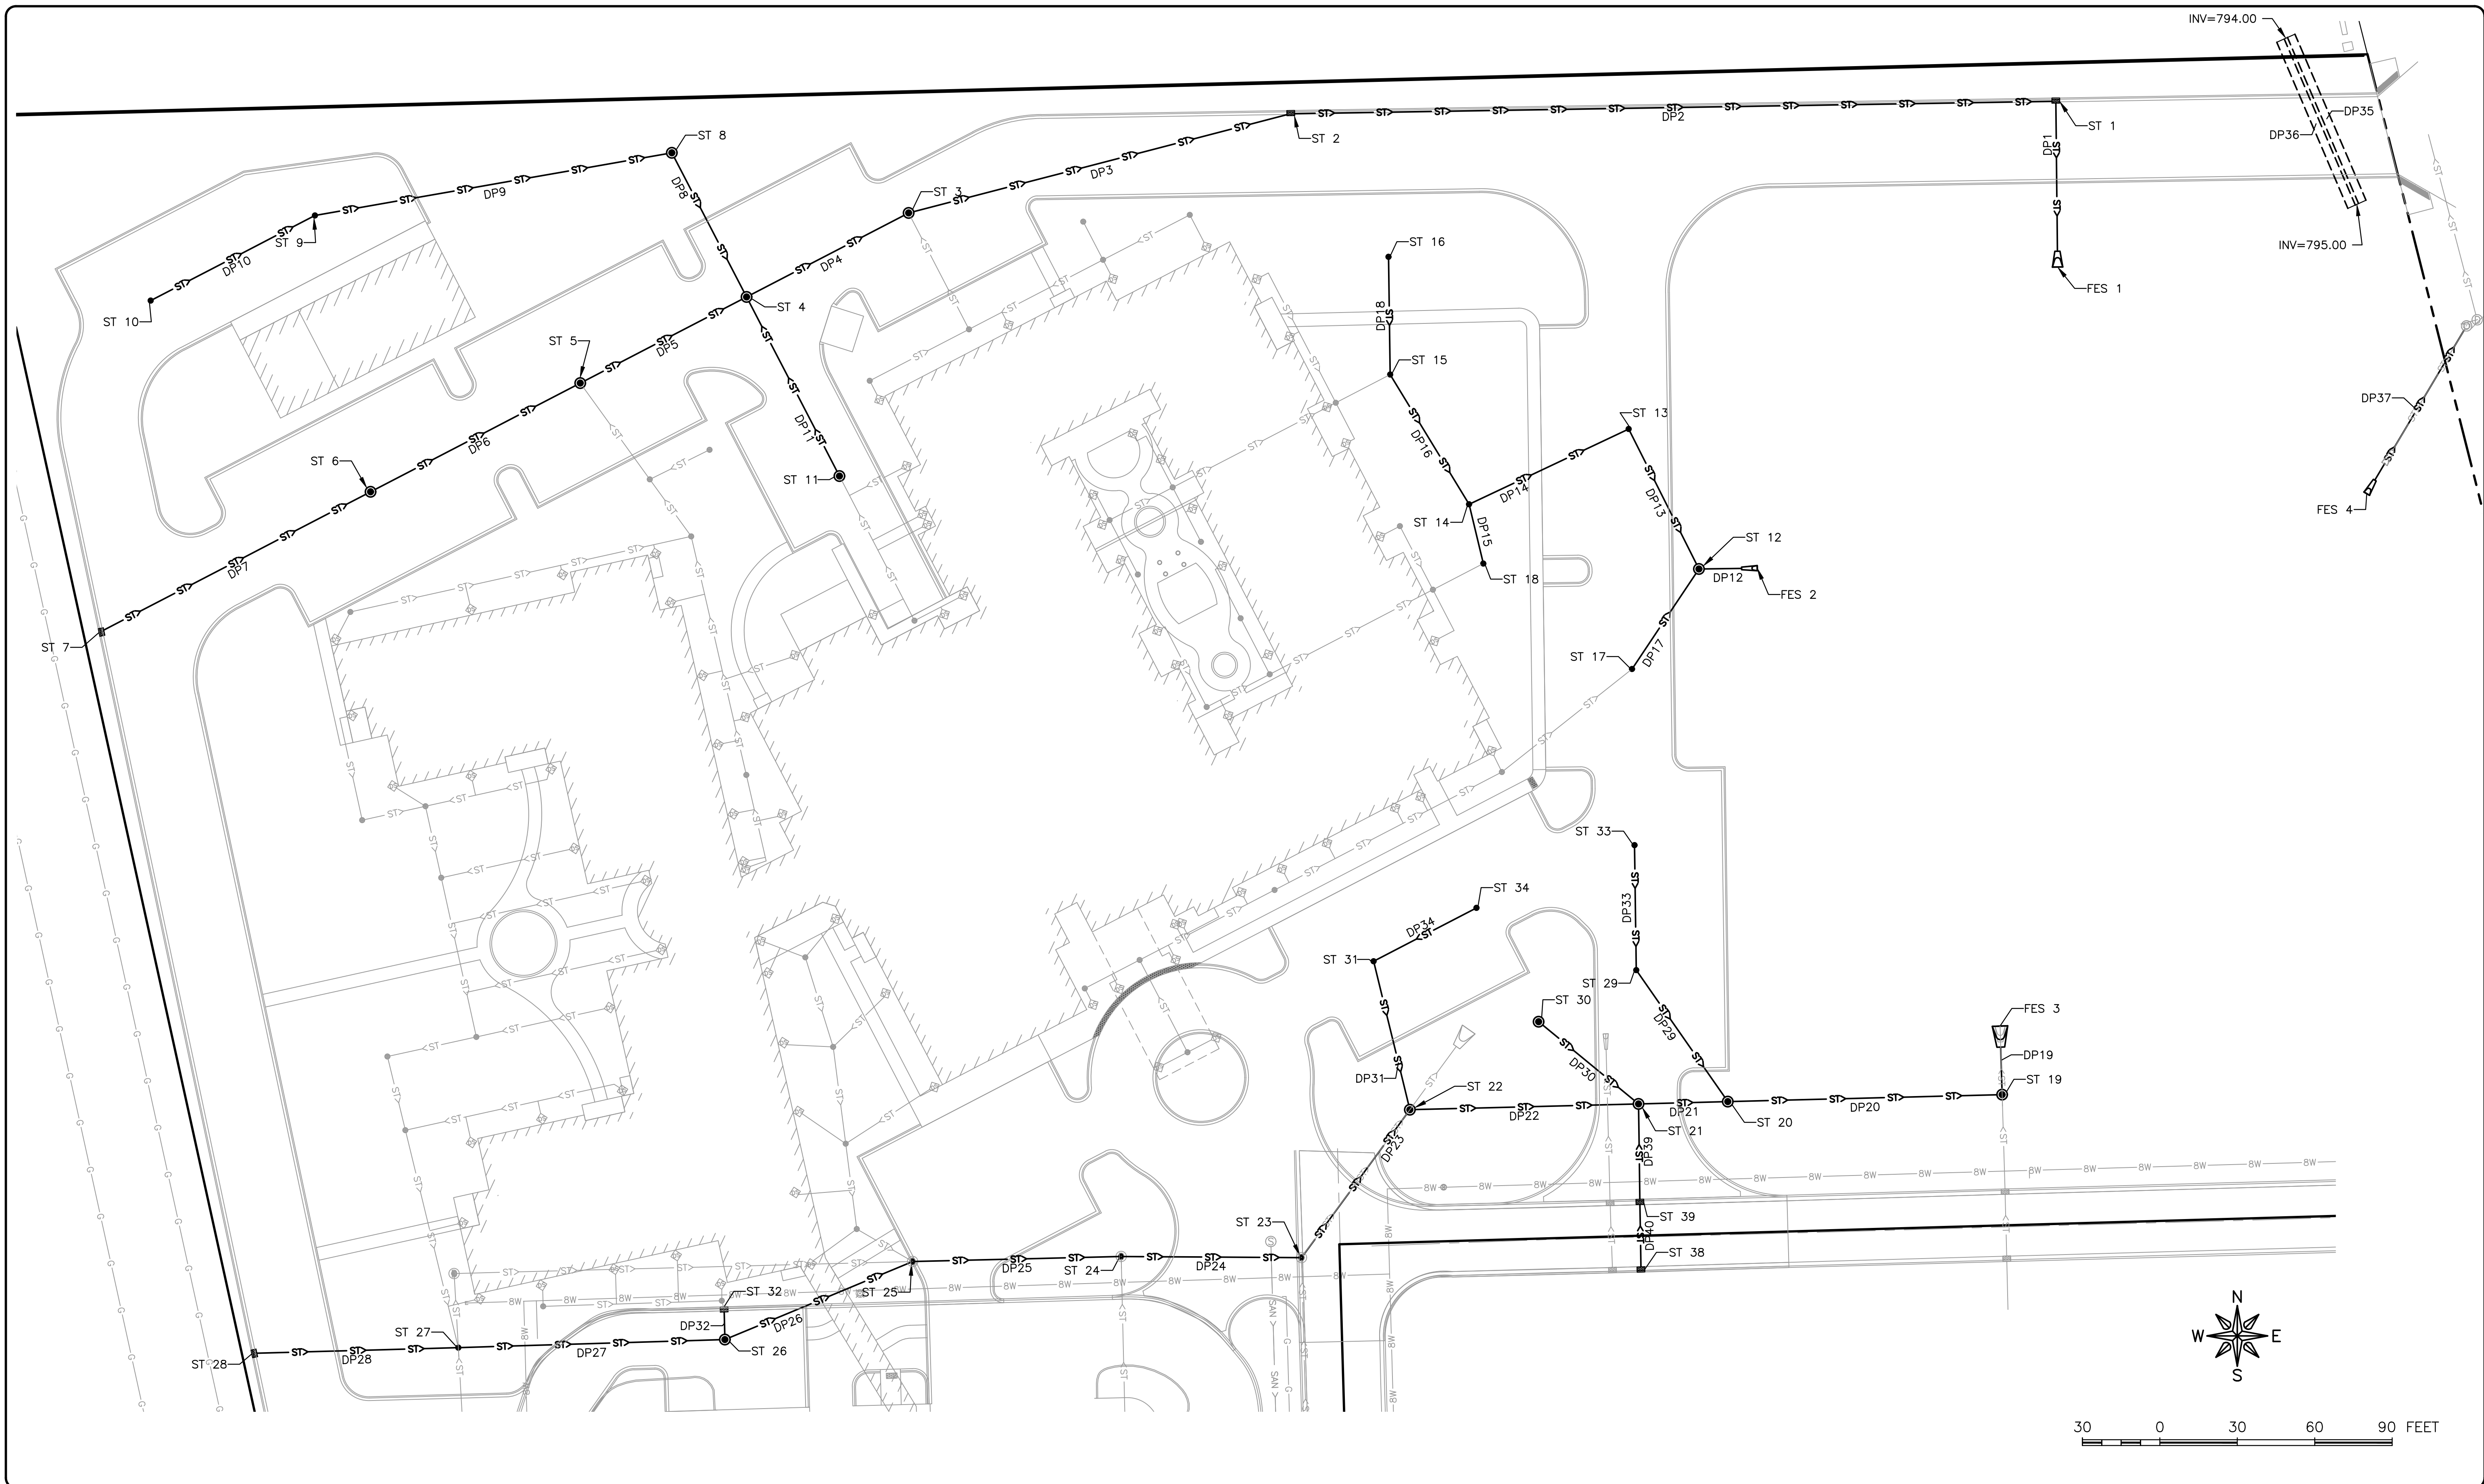 INV=794.00
DP35
DP36
ST 1
DP2
DP1
ST 2
ST 8
DP3
DP8
DP9
ST 3
ST 9
INV=795.00
ST 16
DP4
DP10
FES 1
ST 4
ST 10
DP18
ST 5
DP5
ST 15
DP37
ST 13
DP11
DP6
DP16
ST 6
ST 11
DP14
DP13
FES 4
ST 14
DP15
ST 12
DP7
ST 18
DP12
FES 2
ST 7
ST 17
DP17
ST 33
ST 34
DP33
DP34
ST 31
ST 29
ST 30
FES 3
DP29
DP19
DP30
DP31
ST 19
ST 22
DP22
DP21
DP20
ST 21
ST 20
DP23
DP39
ST 39
ST 23
DP40
ST 38
DP25
ST 24
DP24
ST 25
ST 32
DP32
DP26
ST 27
ST 26
DP27
ST 28
DP28
N
W E
S
30 0 30 60 90 FEET
ST
G
8W
SAN
S